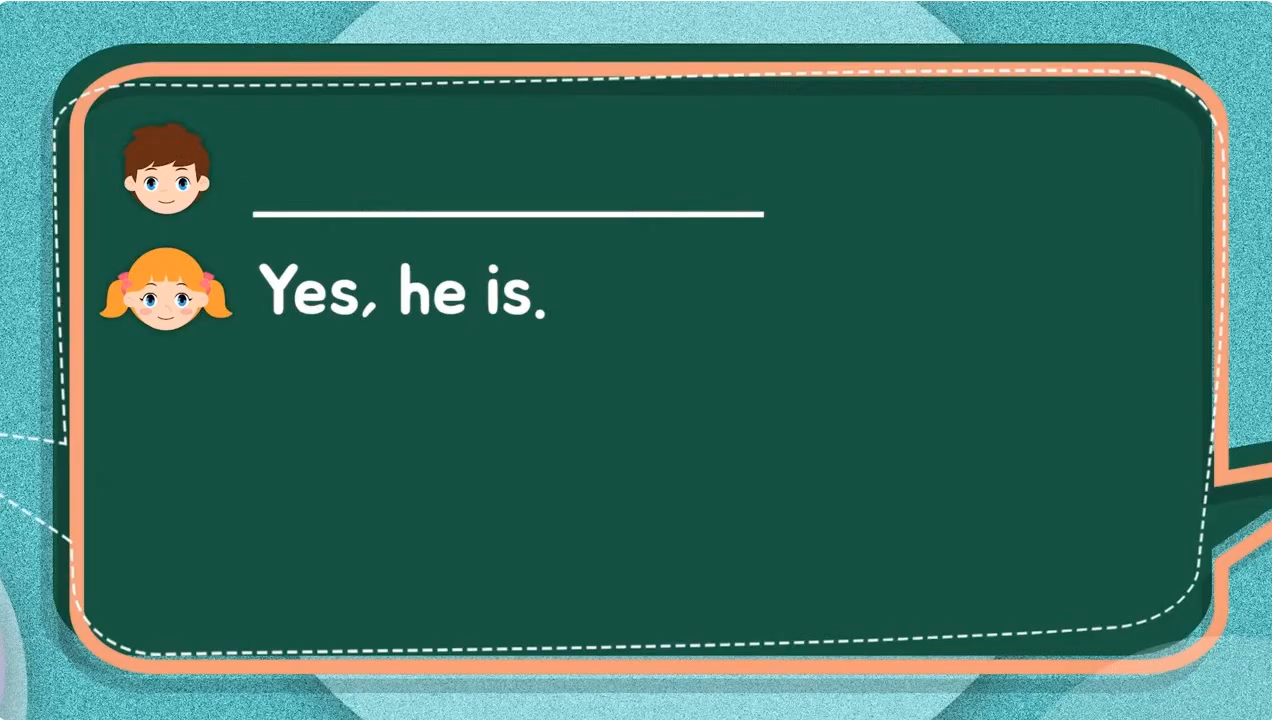 Yes, he is.